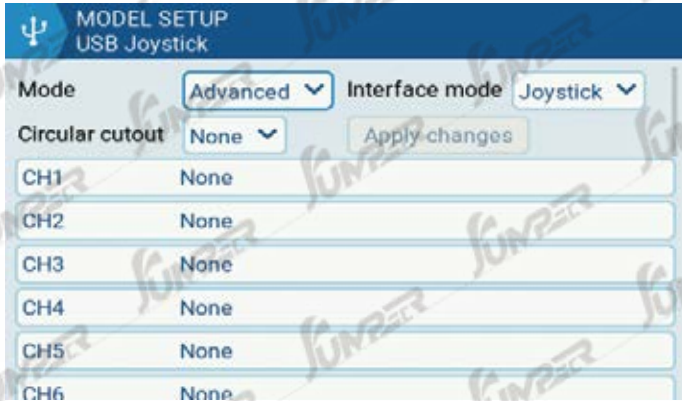 MODEL SETUP
USB Joystick
Mode Advanced Interface mode Joystick
Circular cutout None Apply changes
CH1 None
CH2 None
CH3 None
CH4 None
CH5 None
CH6 None
JUMPER